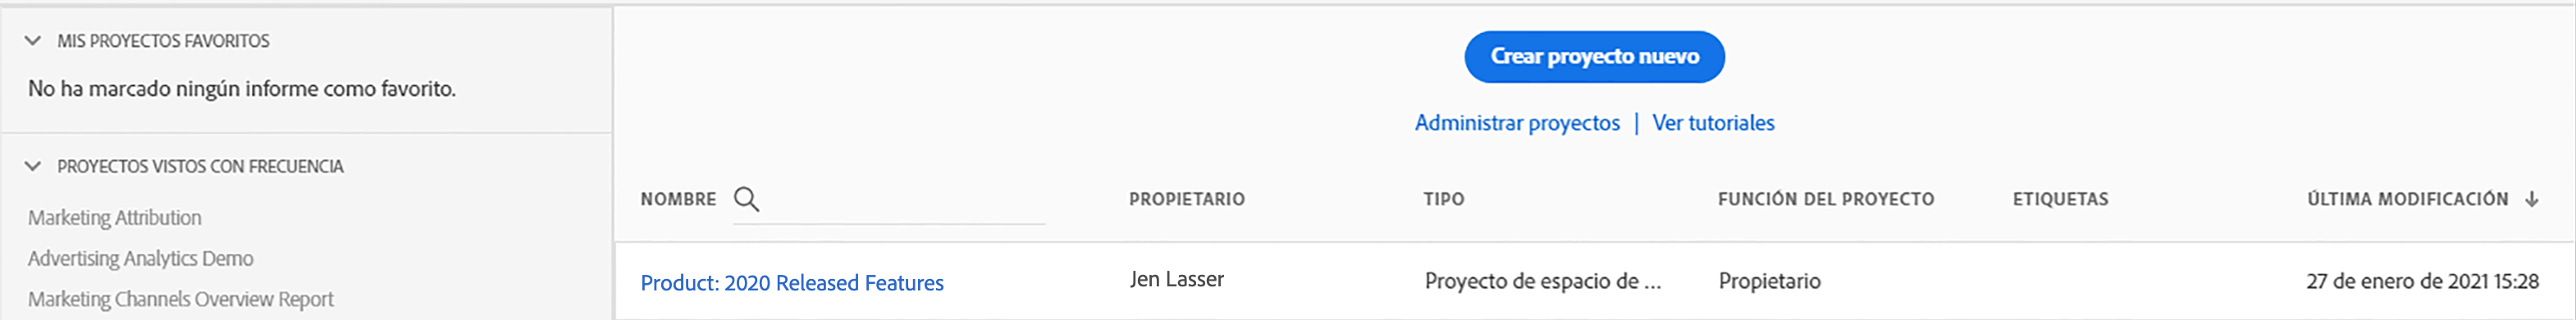 MIS PROYECTOS FAVORITOS
No ha marcado ningún informe como favorito.
PROYECTOS VISTOS CON FRECUENCIA
Marketing Attribution
Advertising Analytics Demo
Marketing Channels Overview Report
Crear proyecto nuevo
Administrar proyectos | Ver tutoriales
NOMBRE PROPIETARIO TIPO FUNCIÓN DEL PROYECTO ETIQUETAS ÚLTIMA MODIFICACIÓN ↓
Product: 2020 Released Features Jen Lasser Proyecto de espacio de ... Propietario 27 de enero de 2021 15:28